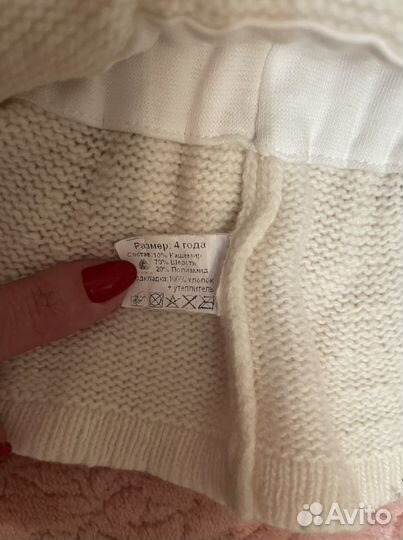 Размер: 4 года
Состав: 10% Кашемир
70% Шерсть
20% Полиамид
подкладка: 100% хлопок
+ утеплитель
Avito